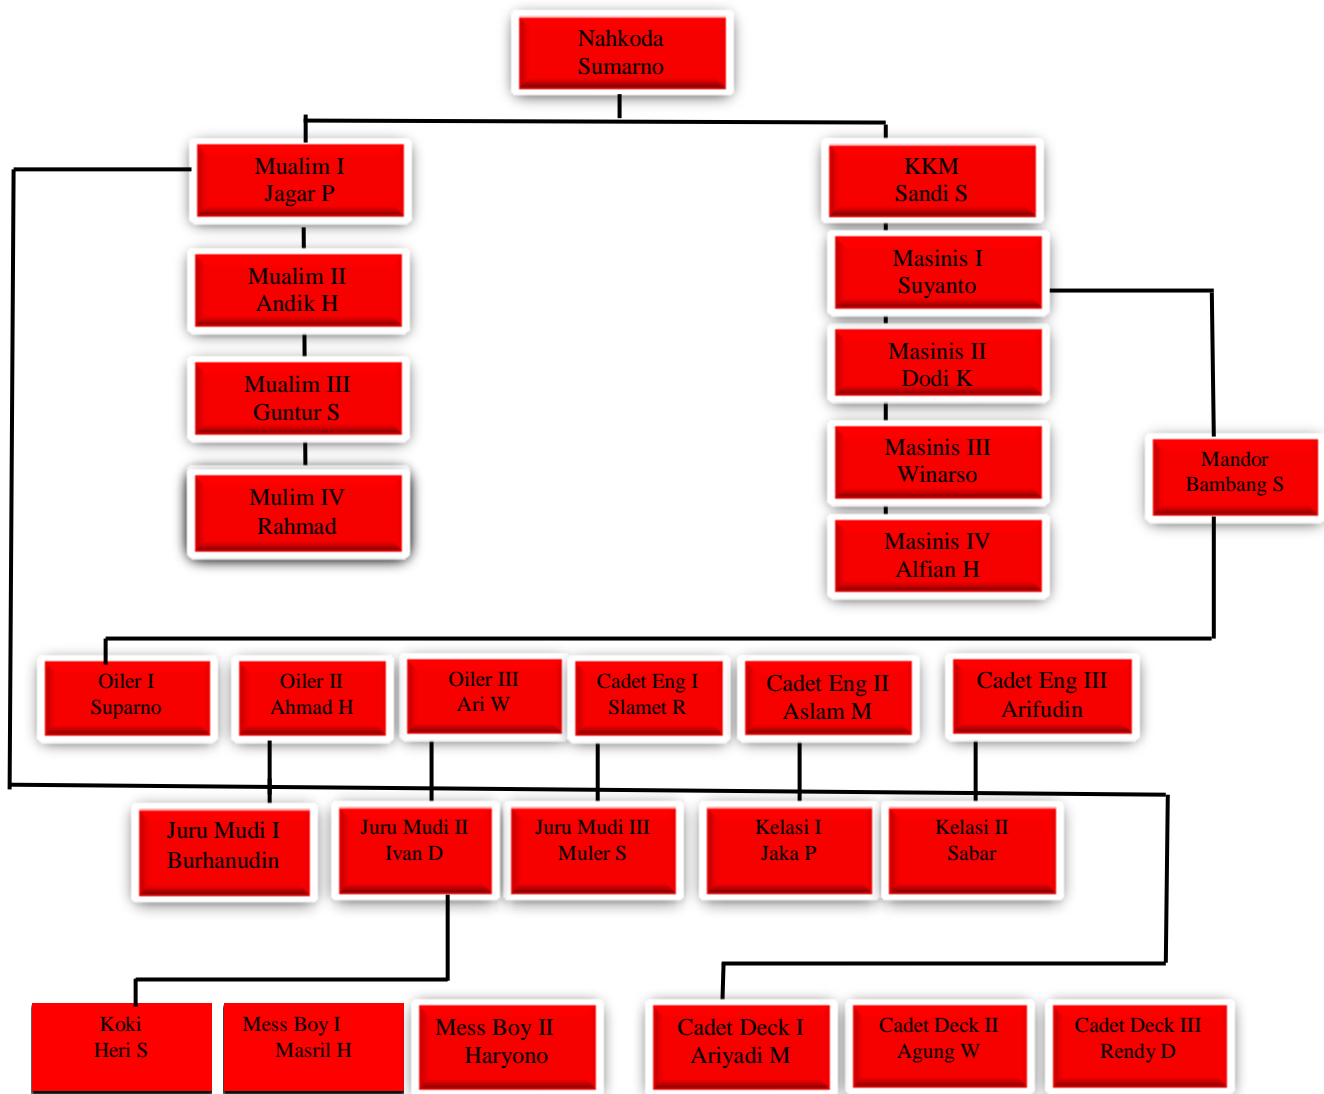 Nahkoda
Sumarno
Mualim I
Jagar P
KKM
Sandi S
Mualim II
Andik H
Masinis I
Suyanto
Mualim III
Guntur S
Masinis II
Dodi K
Mulim IV
Rahmad
Masinis III
Winarso
Mandor
Bambang S
Masinis IV
Alfian H
Oiler I
Suparno
Oiler II
Ahmad H
Oiler III
Ari W
Cadet Eng I
Slamet R
Cadet Eng II
Aslam M
Cadet Eng III
Arifudin
Juru Mudi I
Burhanudin
Juru Mudi II
Ivan D
Juru Mudi III
Muler S
Kelasi I
Jaka P
Kelasi II
Sabar
Koki
Heri S
Mess Boy I
Masril H
Mess Boy II
Haryono
Cadet Deck I
Ariyadi M
Cadet Deck II
Agung W
Cadet Deck III
Rendy D